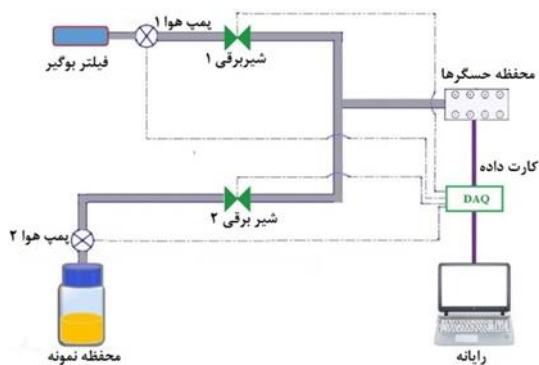 پمپ هوا ۱
فیلتر بوگیر
شیربرقی ۱
محفظه حسگرها
کارت داده
DAQ
شیر برقی ۲
پمپ هوا ۲
محفظه نمونه
رایانه